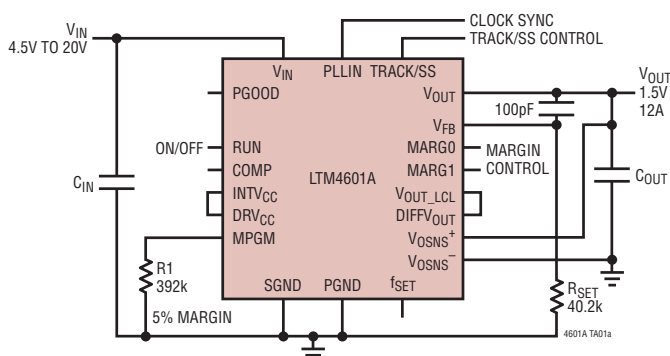 CLOCK SYNC
TRACK/SS CONTROL
VIN
4.5V TO 20V
VIN
PLLIN
TRACK/SS
PGOOD
VOUT
VOUT
1.5V
12A
100pF
VFB
ON/OFF
RUN
MARG0
MARGIN
CONTROL
COMP
LTM4601A
MARG1
CIN
INTVCC
VOUT_LCL
COUT
DRVCC
DIFFVOUT
MPGM
VOSNS+
VOSNS–
R1
392k
SGND
PGND
fSET
RSET
40.2k
5% MARGIN
4601A TA01a